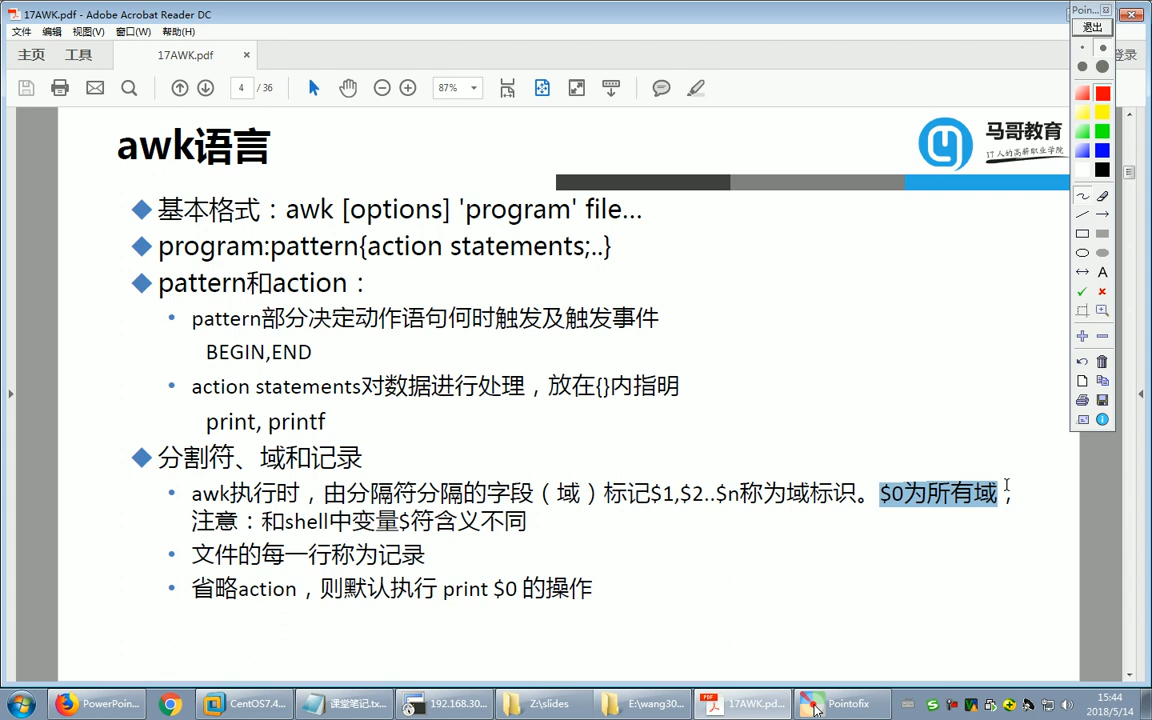 17AWK.pdf - Adobe Acrobat Reader DC
Poin...
文件 编辑 视图(V) 窗口(W) 帮助(H)
退出
主页 工具 17AWK.pdf × 登录
4 / 36 87%
awk语言
马哥教育
IT人的高薪职业学院
基本格式：awk [options] 'program' file…
program:pattern{action statements;..}
pattern和action：
• pattern部分决定动作语句何时触发及触发事件
BEGIN,END
• action statements对数据进行处理，放在{}内指明
print, printf
分割符、域和记录
• awk执行时，由分隔符分隔的字段（域）标记$1,$2..$n称为域标识。$0为所有域，
注意：和shell中变量$符含义不同
• 文件的每一行称为记录
• 省略action，则默认执行 print $0 的操作
A
PowerPoin... CentOS7.4... 课堂笔记.tx... 192.168.30... Z:\slides E:\wang30... 17AWK.pd... Pointofix
15:44
2018/5/14